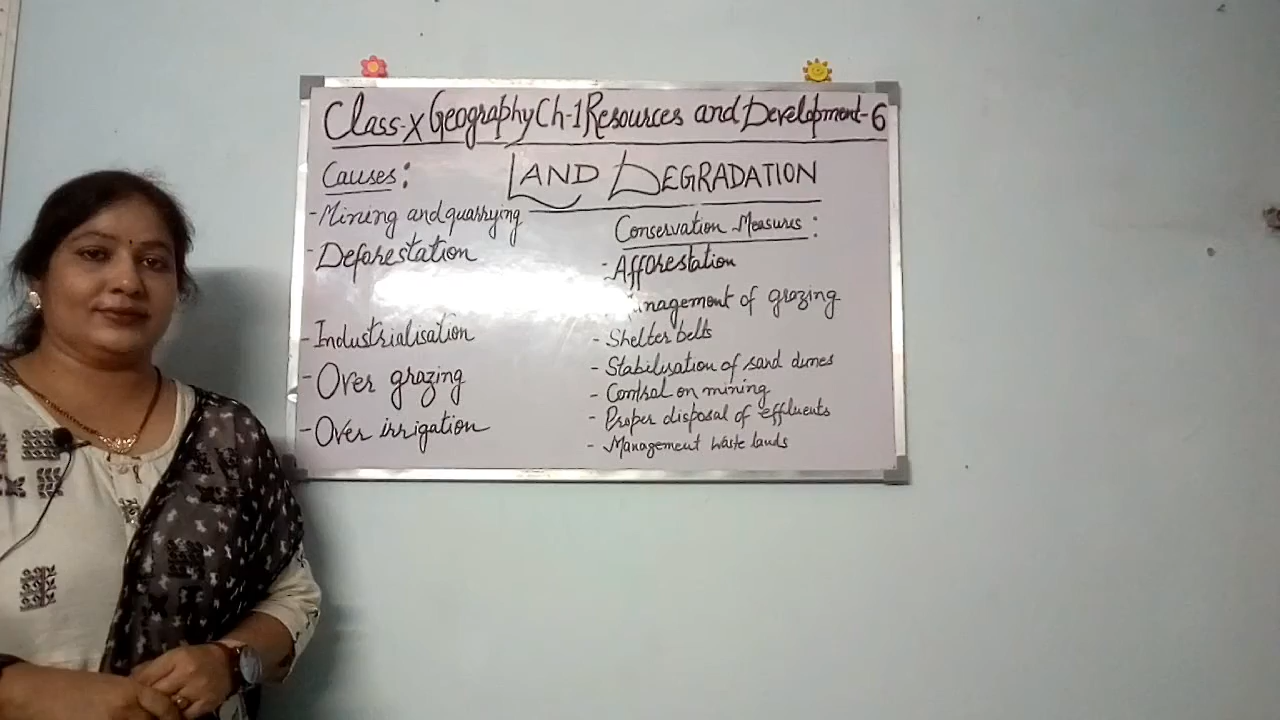 Class-X Geography Ch-1 Resources and Development-6
LAND DEGRADATION
Causes:
- Mining and quarrying
- Deforestation
- Industrialisation
- Over grazing
- Over irrigation
Conservation Measures:
- Afforestation
of grazing
- Shelter belts
- Stabilisation of sand dunes
- Control on mining
- Proper disposal of effluents
- Management waste lands